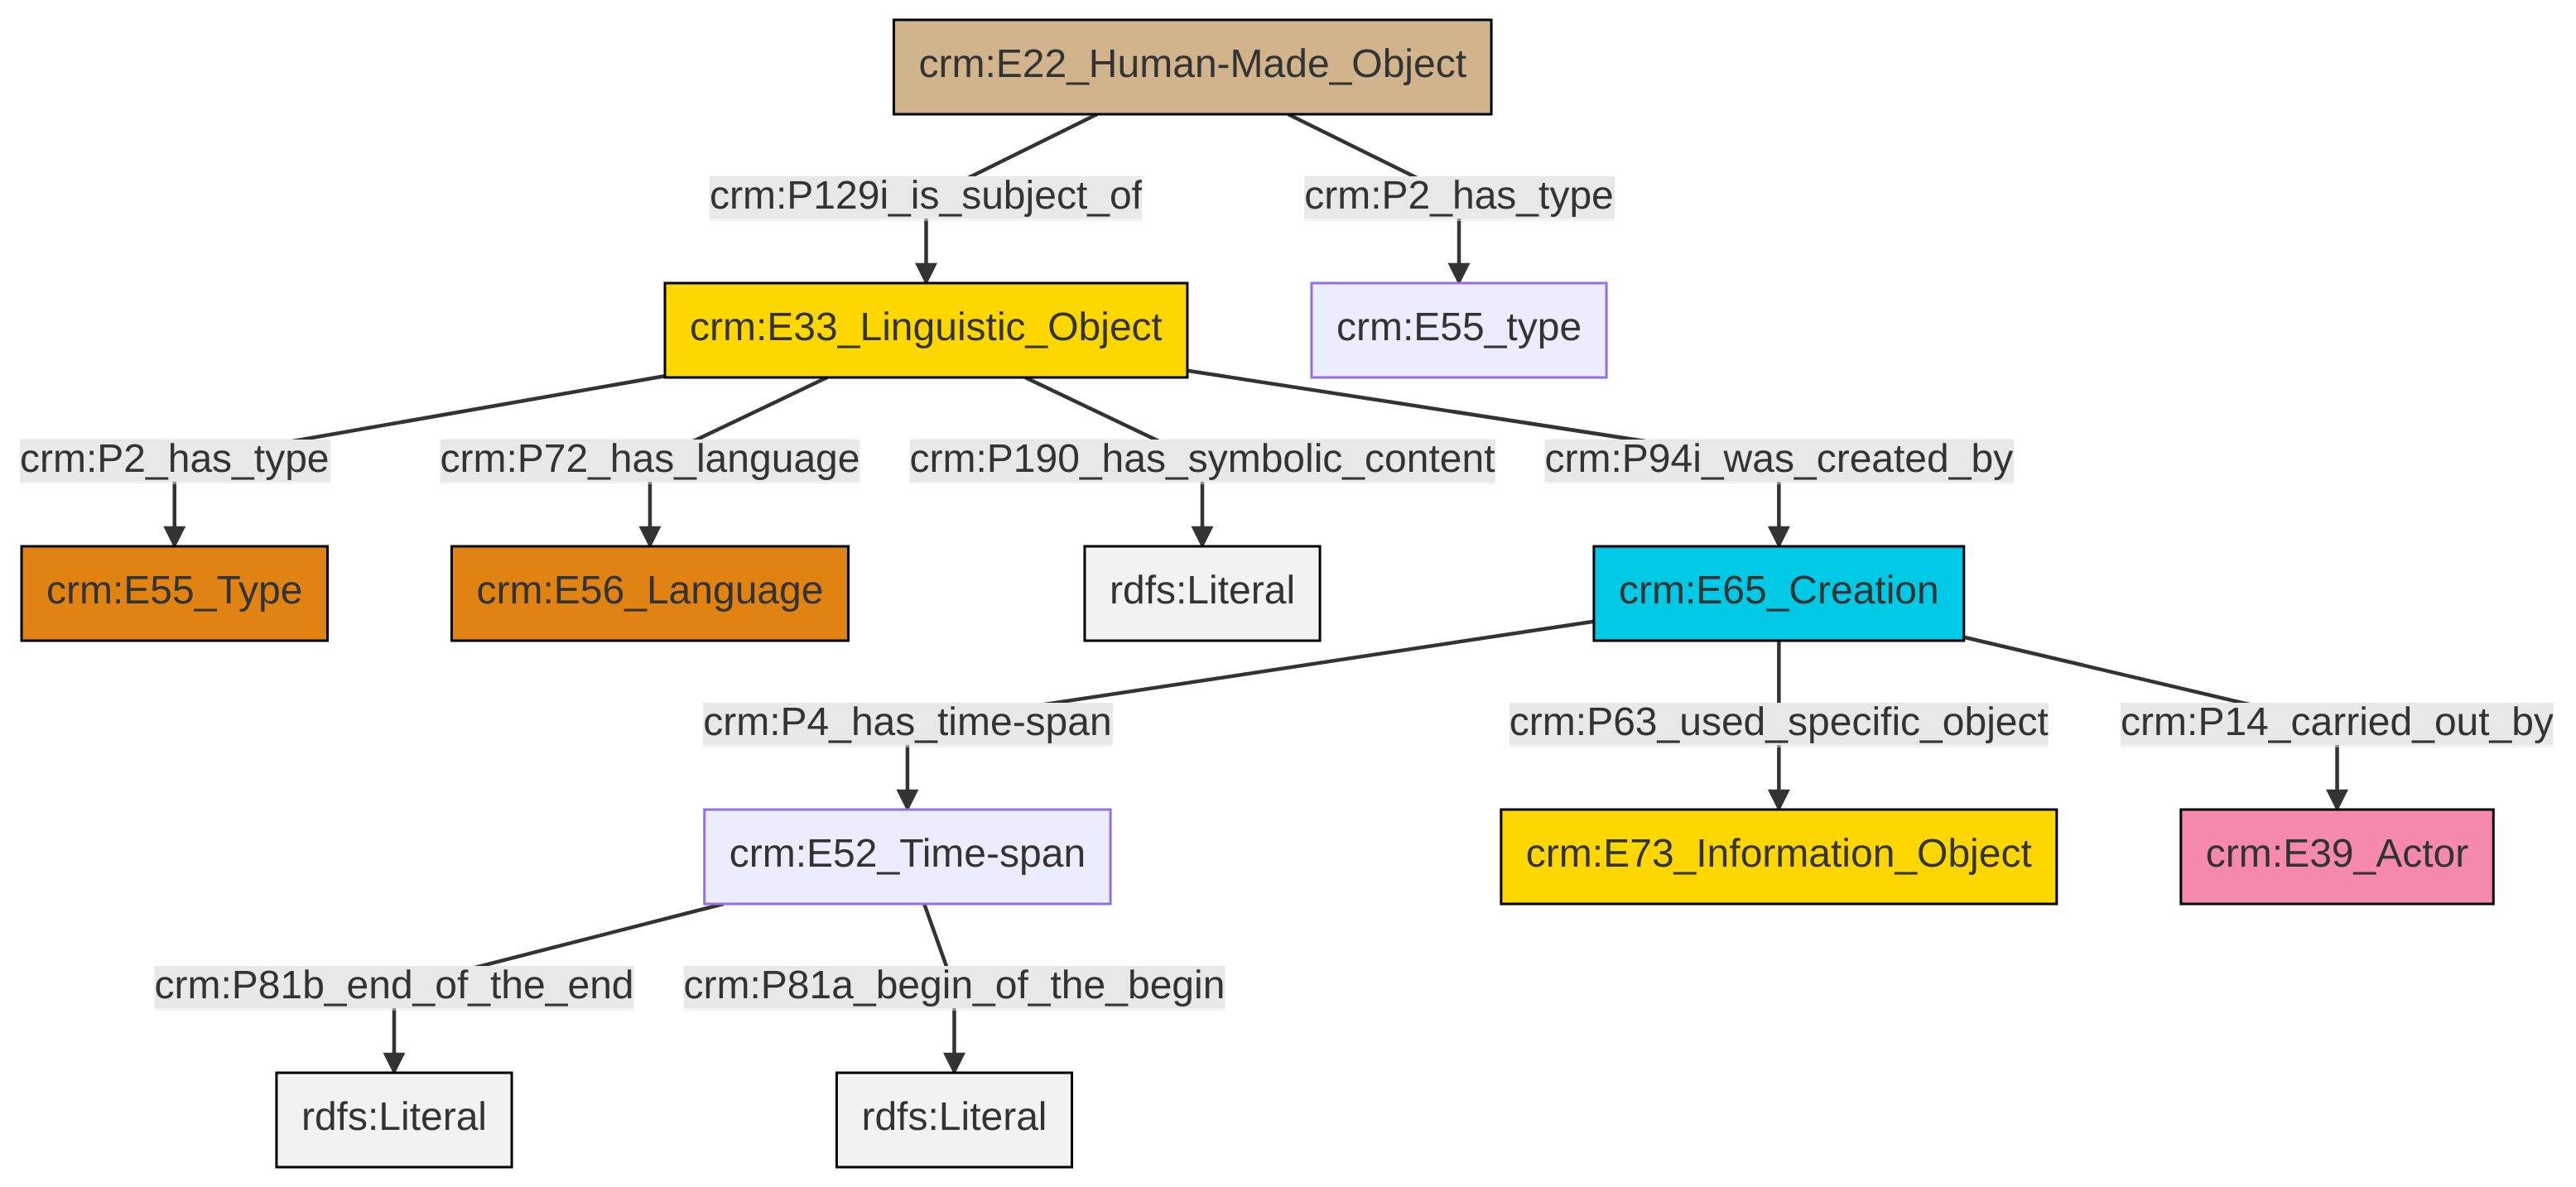 crm:E22_Human-Made_Object
crm:P129i_is_subject_of
crm:P2_has_type
crm:E33_Linguistic_Object
crm:E55_type
crm:P2_has_type
crm:P72_has_language
crm:P190_has_symbolic_content
crm:P94i_was_created_by
crm:E55_Type
crm:E56_Language
rdfs:Literal
crm:E65_Creation
crm:P4_has_time-span
crm:P63_used_specific_object
crm:P14_carried_out_by
crm:E52_Time-span
crm:E73_Information_Object
crm:E39_Actor
crm:P81b_end_of_the_end
crm:P81a_begin_of_the_begin
rdfs:Literal
rdfs:Literal